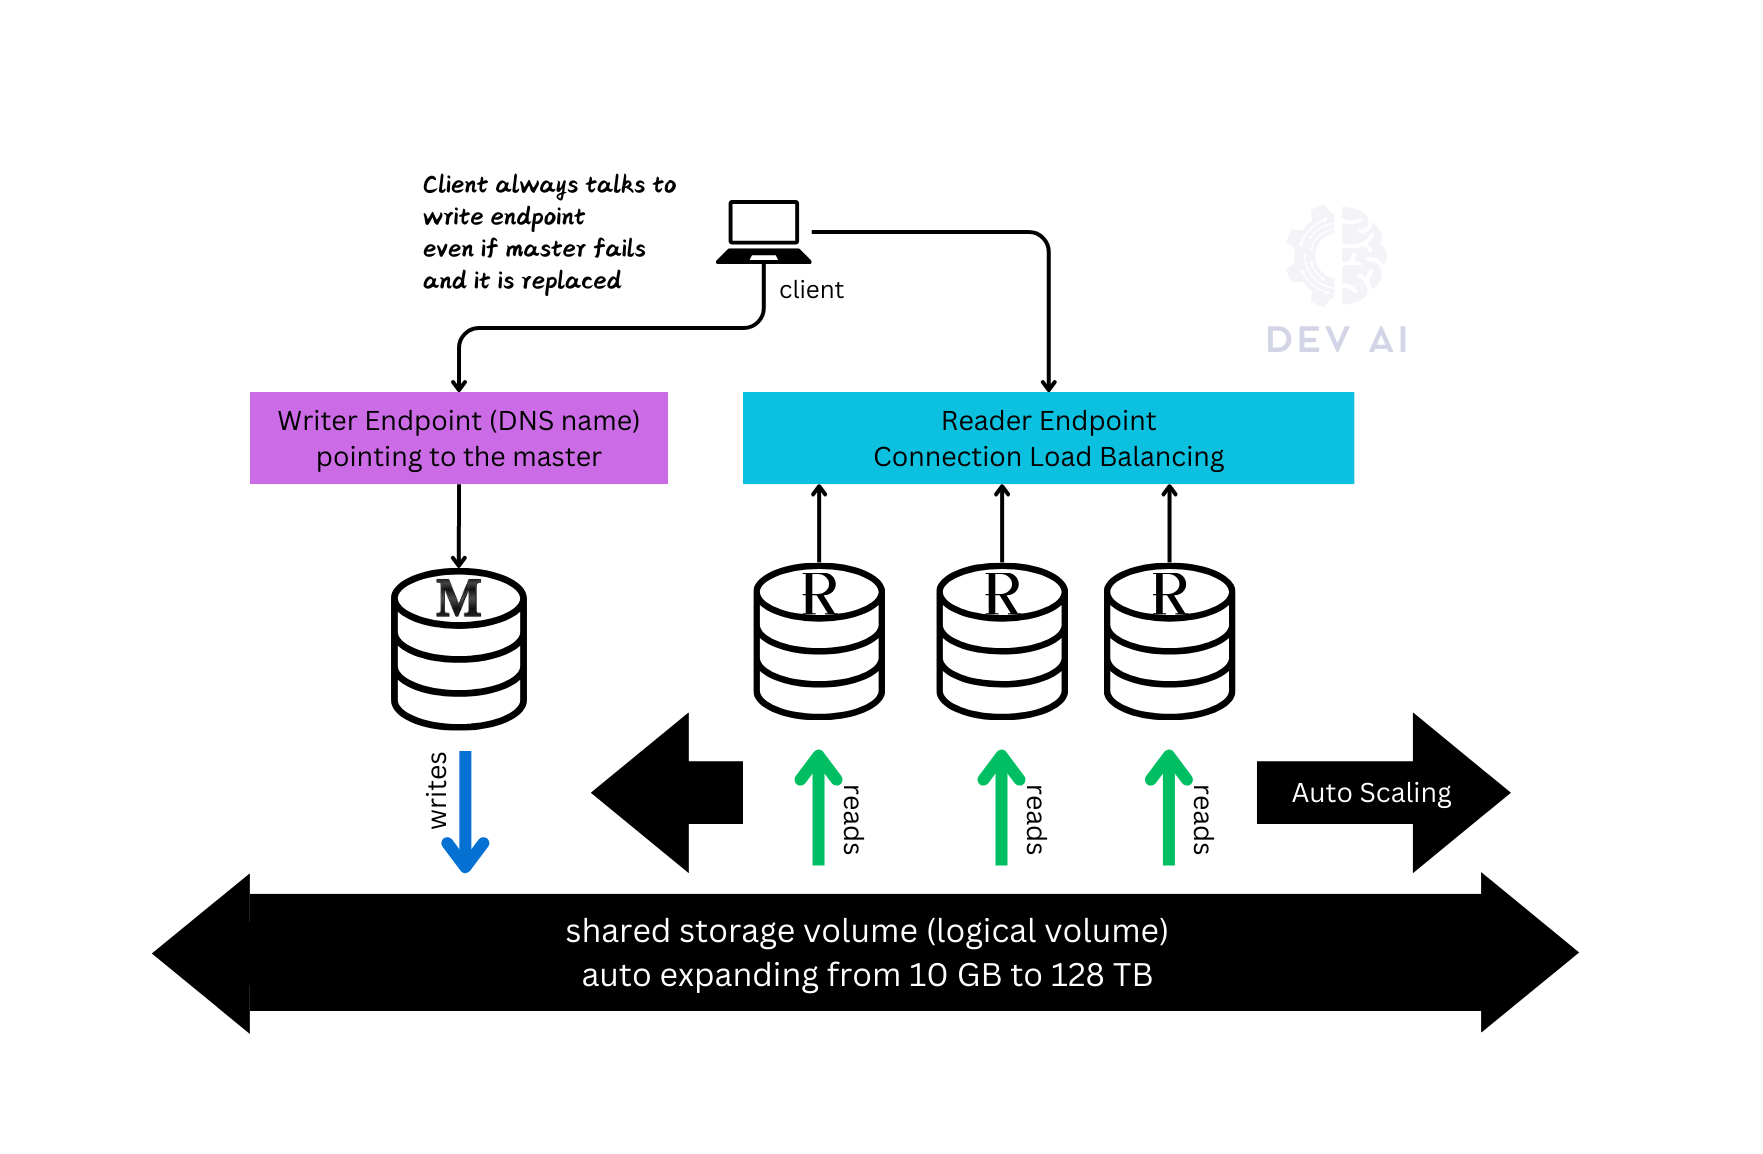 Client always talks to
write endpoint
even if master fails
and it is replaced
client
DEV AI
Writer Endpoint (DNS name)
pointing to the master
Reader Endpoint
Connection Load Balancing
M
R
R
R
writes
reads
reads
reads
Auto Scaling
shared storage volume (logical volume)
auto expanding from 10 GB to 128 TB